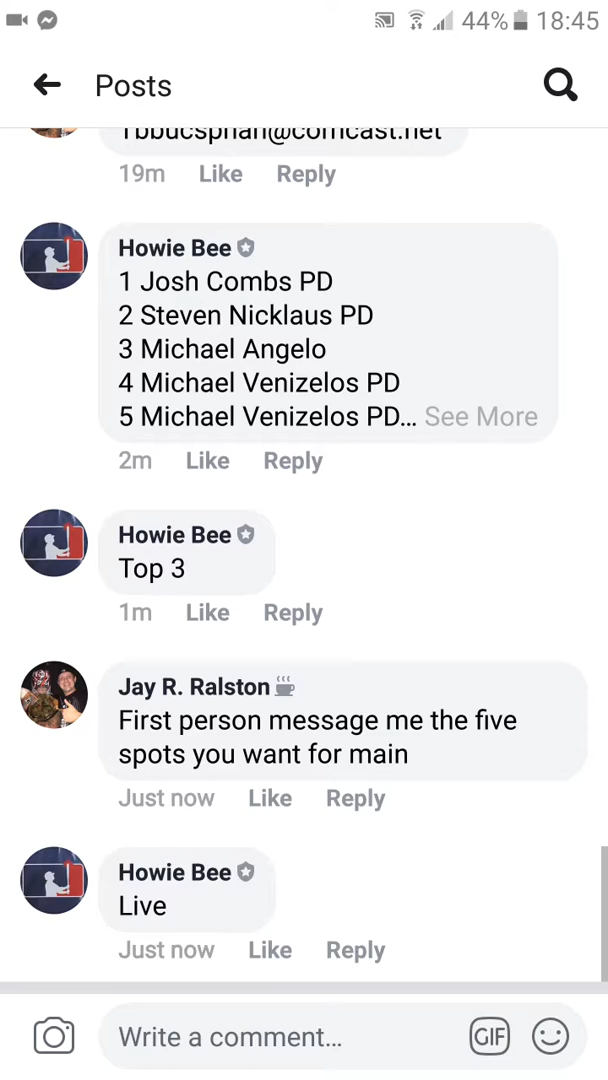 44% 18:45
Posts
Tbbucsphan@comcast.net
19m Like Reply
Howie Bee
1 Josh Combs PD
2 Steven Nicklaus PD
3 Michael Angelo
4 Michael Venizelos PD
5 Michael Venizelos PD... See More
2m Like Reply
Howie Bee
Top 3
1m Like Reply
Jay R. Ralston
First person message me the five
spots you want for main
Just now Like Reply
Howie Bee
Live
Just now Like Reply
Write a comment... GIF